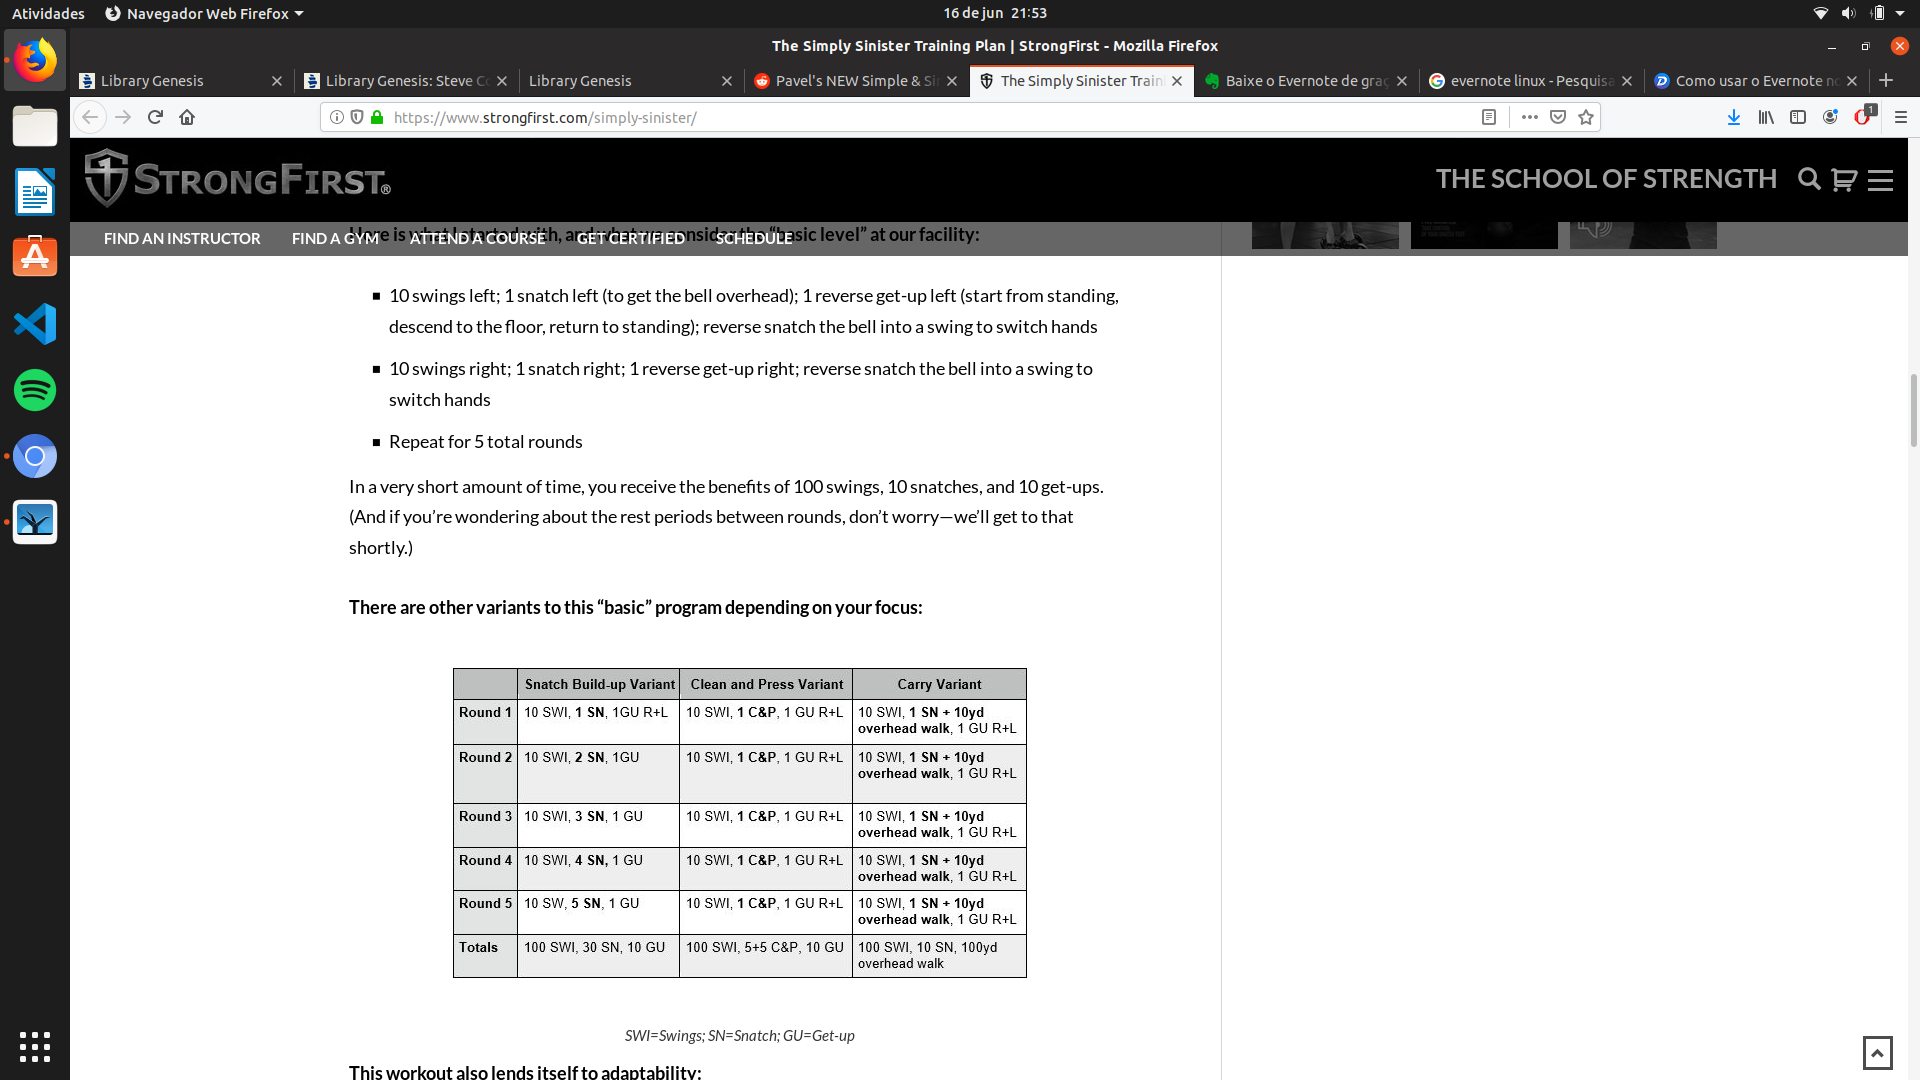 Atividades
Navegador Web Firefox
16 de jun 21:53
The Simply Sinister Training Plan | StrongFirst - Mozilla Firefox
Library Genesis
Library Genesis: Steve Co
Library Genesis
Pavel's NEW Simple & Si
The Simply Sinister Train
Baixe o Evernote de graç
evernote linux - Pesquisa
Como usar o Evernote no
https://www.strongfirst.com/simply-sinister/
1
STRONGFIRST®
THE SCHOOL OF STRENGTH
FIND AN INSTRUCTOR
FIND A GYM
ATTEND A COURSE
GET CERTIFIED
SCHEDULE
Here is what I started with, and what we consider the “basic level” at our facility:
10 swings left; 1 snatch left (to get the bell overhead); 1 reverse get-up left (start from standing,
descend to the floor, return to standing); reverse snatch the bell into a swing to switch hands
10 swings right; 1 snatch right; 1 reverse get-up right; reverse snatch the bell into a swing to
switch hands
Repeat for 5 total rounds
In a very short amount of time, you receive the benefits of 100 swings, 10 snatches, and 10 get-ups.
(And if you’re wondering about the rest periods between rounds, don’t worry—we’ll get to that
shortly.)
There are other variants to this “basic” program depending on your focus:
Snatch Build-up Variant
Clean and Press Variant
Carry Variant
Round 1
10 SWI, 1 SN, 1GU R+L
10 SWI, 1 C&P, 1 GU R+L
10 SWI, 1 SN + 10yd
overhead walk, 1 GU R+L
Round 2
10 SWI, 2 SN, 1GU
10 SWI, 1 C&P, 1 GU R+L
10 SWI, 1 SN + 10yd
overhead walk, 1 GU R+L
Round 3
10 SWI, 3 SN, 1 GU
10 SWI, 1 C&P, 1 GU R+L
10 SWI, 1 SN + 10yd
overhead walk, 1 GU R+L
Round 4
10 SWI, 4 SN, 1 GU
10 SWI, 1 C&P, 1 GU R+L
10 SWI, 1 SN + 10yd
overhead walk, 1 GU R+L
Round 5
10 SW, 5 SN, 1 GU
10 SWI, 1 C&P, 1 GU R+L
10 SWI, 1 SN + 10yd
overhead walk, 1 GU R+L
Totals
100 SWI, 30 SN, 10 GU
100 SWI, 5+5 C&P, 10 GU
100 SWI, 10 SN, 100yd
overhead walk
SWI=Swings; SN=Snatch; GU=Get-up
This workout also lends itself to adaptability: